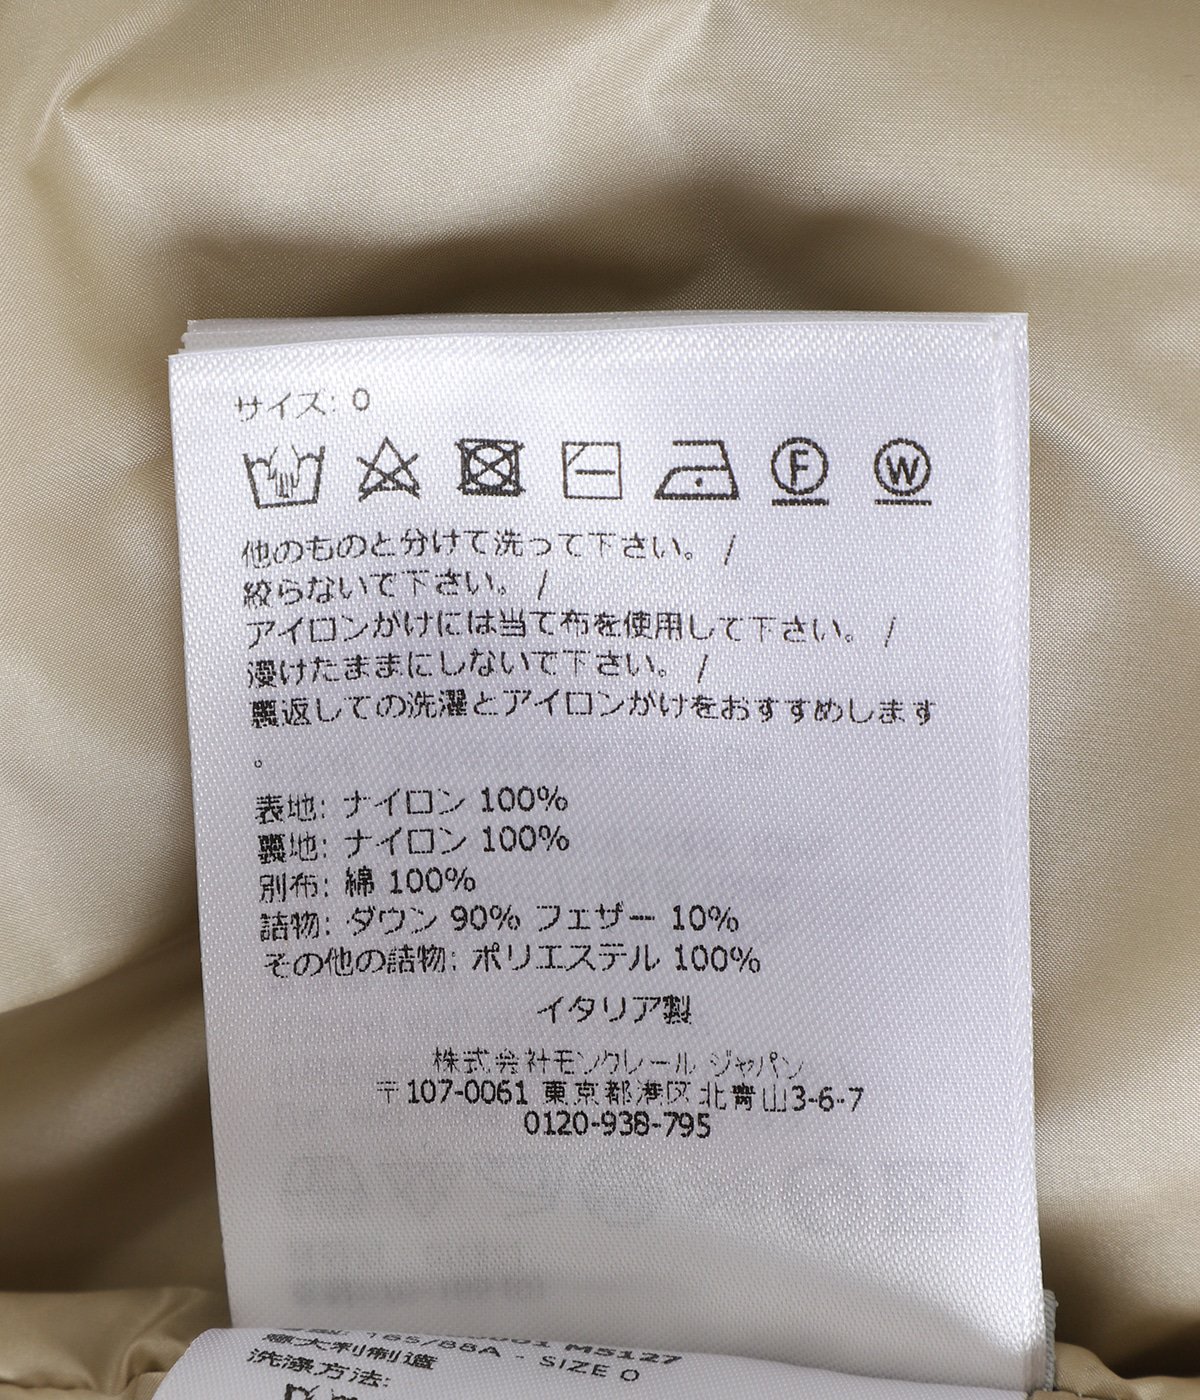 サイズ: 0
F W
他のものと分けて洗って下さい。 /
絞らないで下さい。 /
アイロンがけには当て布を使用して下さい。 /
浸けたままにしないで下さい。 /
裏返しての洗濯とアイロンがけをおすすめします
。
表地: ナイロン 100%
裏地: ナイロン 100%
別布: 綿 100%
詰物: ダウン 90% フェザー 10%
その他の詰物: ポリエステル 100%
イタリア製
株式会社モンクレール ジャパン
〒107-0061 東京都港区北青山3-6-7
0120-938-795
165/88A - SIZE 0
M5127
意大利制造
洗涤方法: